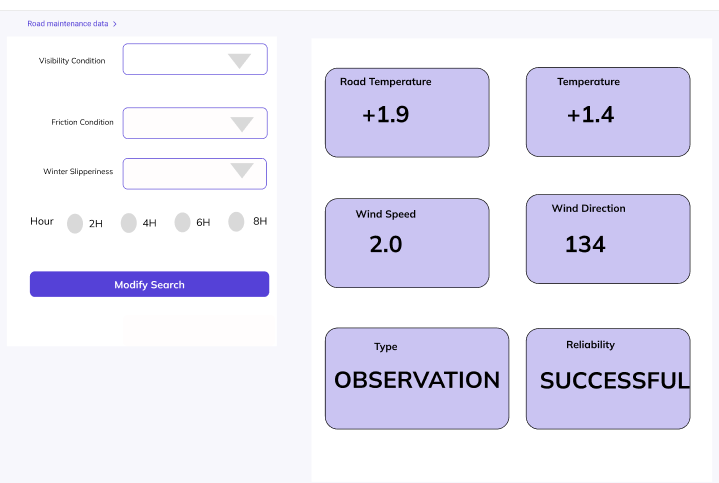 Road maintenance data >
Visibility Condition
Friction Condition
Winter Slipperiness
Hour 2H 4H 6H 8H
Modify Search
Road Temperature
+1.9
Temperature
+1.4
Wind Speed
2.0
Wind Direction
134
Type
OBSERVATION
Reliability
SUCCESSFUL